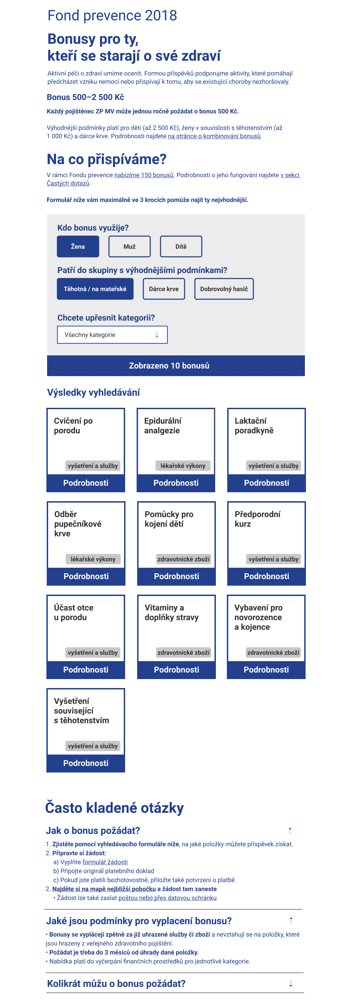 Fond prevence 2018
Bonusy pro ty,
kteří se starají o své zdraví
Aktivní péči o zdraví umíme ocenit. Formou příspěvků podporujme aktivity, které pomáhají
předcházet vzniku nemocí nebo přispívají k tomu, aby se existující choroby nezhoršovaly.
Bonus 500–2 500 Kč
Každý pojištěnec ZP MV může jednou ročně požádat o bonus 500 Kč.
Výhodnější podmínky platí pro děti (až 2 500 Kč), ženy v souvislosti s těhotenstvím (až
1 000 Kč) a dárce krve. Podrobnosti najdete na stránce o kombinování bonusů.
Na co přispíváme?
V rámci Fondu prevence nabízíme 150 bonusů. Podrobnosti o jeho fungování najdete v sekci
Častých dotazů.
Formulář níže vám maximálně ve 3 krocích pomůže najít ty nejvhodnější.
Kdo bonus využije?
Žena Muž Dítě
Patří do skupiny s výhodnějšími podmínkami?
Těhotná / na mateřské Dárce krve Dobrovolný hasič
Chcete upřesnit kategorii?
Všechny kategorie
Zobrazeno 10 bonusů
Výsledky vyhledávání
Cvičení po
porodu
vyšetření a služby
Podrobnosti
Epidurální
analgezie
lékařské výkony
Podrobnosti
Laktační
poradkyně
vyšetření a služby
Podrobnosti
Odběr
pupečníkové
krve
lékařské výkony
Podrobnosti
Pomůcky pro
kojení dětí
zdravotnické zboží
Podrobnosti
Předporodní
kurz
vyšetření a služby
Podrobnosti
Účast otce
u porodu
vyšetření a služby
Podrobnosti
Vitaminy a
doplňky stravy
zdravotnické zboží
Podrobnosti
Vybavení pro
novorozence
a kojence
zdravotnické zboží
Podrobnosti
Vyšetření
související
s těhotenstvím
vyšetření a služby
Podrobnosti
Často kladené otázky
Jak o bonus požádat?
1. Zjistěte pomocí vyhledávacího formuláře níže, na jaké položky můžete příspěvek získat.
2. Připravte si žádost:
a) Vyplňte formulář žádosti
b) Připojte originál platebního doklad
c) Pokud jste platili bezhotovostně, přiložte také potvrzení o platbě
2. Najděte si na mapě nejbližší pobočku a žádost tam zaneste
• Žádost lze také zaslat poštou nebo přes datovou schránku
Jaké jsou podmínky pro vyplacení bonusu?
• Bonusy se vyplácejí zpětně za již uhrazené služby či zboží a nevztahují se na položky, které
jsou hrazeny z veřejného zdravotního pojištění.
• Požádat je třeba do 3 měsíců od úhrady dané položky.
• Nabídka platí do vyčerpání finančních prostředků pro jednotlivé kategorie.
Kolikrát můžu o bonus požádat?